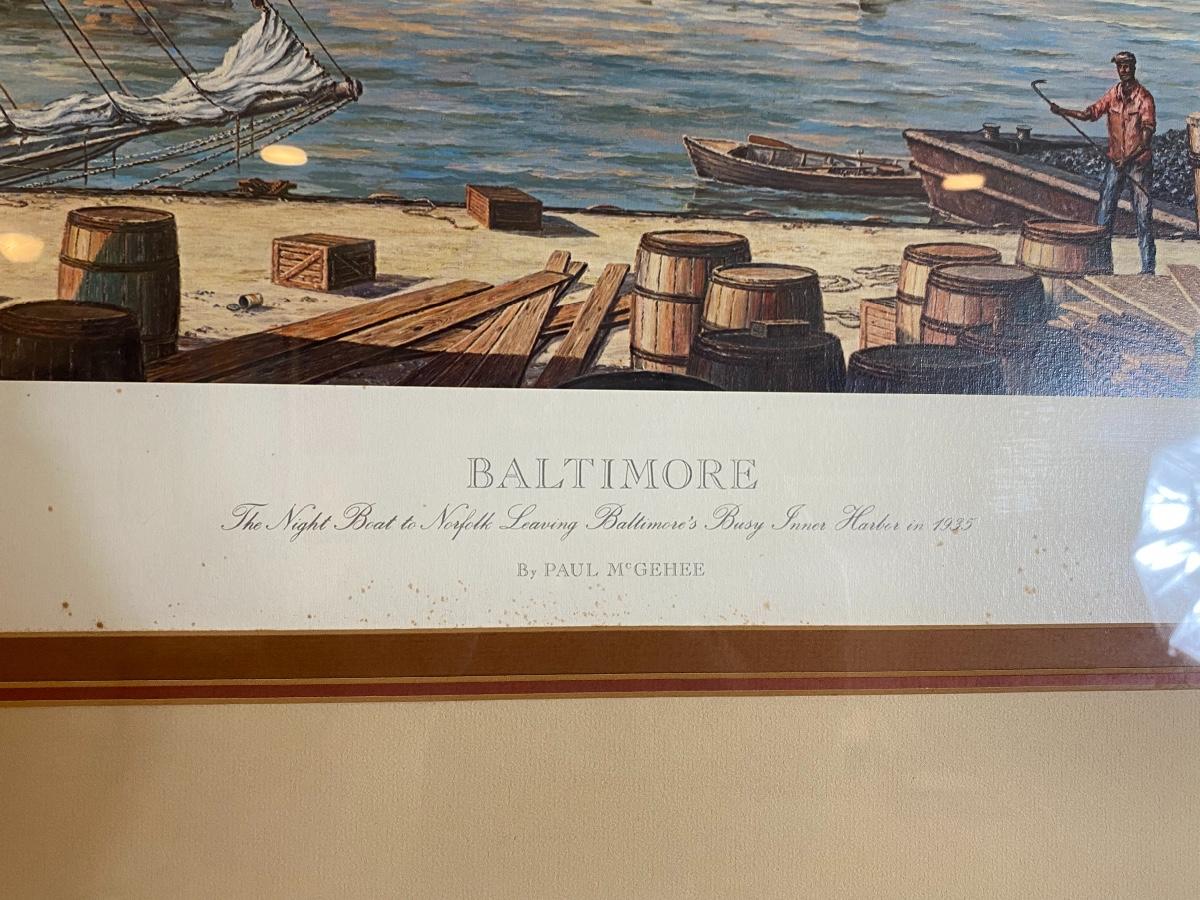 BALTIMORE
The Night Boat to Norfolk Leaving Baltimore's Busy Inner Harbor in 1935
By PAUL McGEHEE